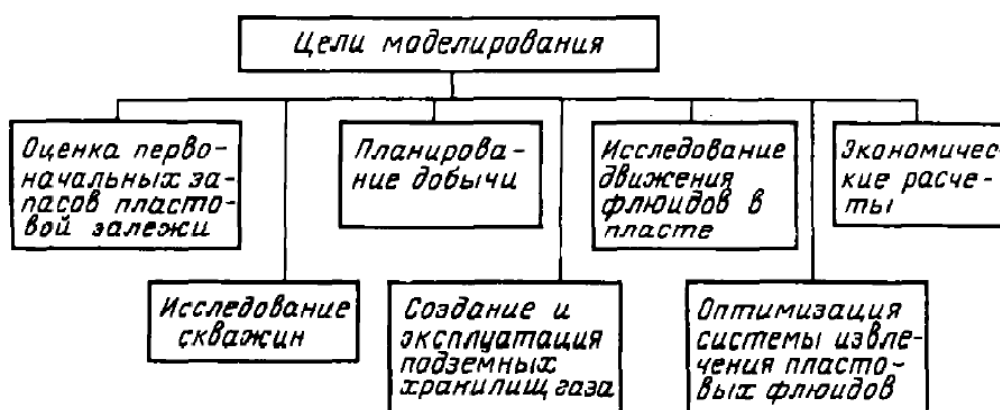 Цели моделирования
Оценка перво-
начальных за-
пасов пласто-
вой залежи
Планирова-
ние добычи
Исследование
движения
флюидов в
пласте
Экономичес-
кие расче-
ты
Исследование
скважин
Создание и
эксплуатация
подземных
хранилищ газа
Оптимизация
системы извле-
чения пласто-
вых флюидов